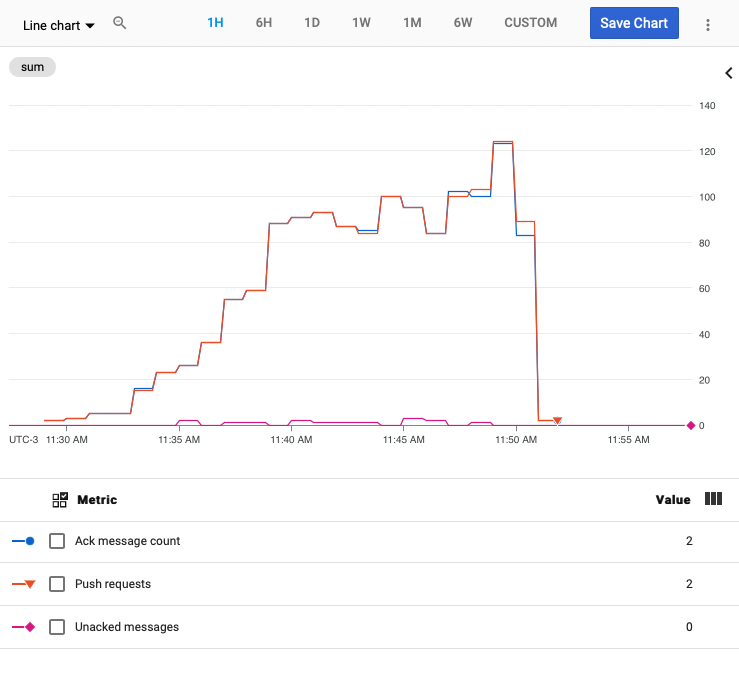 Line chart 1H 6H 1D 1W 1M 6W CUSTOM Save Chart
sum
140
120
100
80
60
40
20
0
UTC-3 11:30 AM 11:35 AM 11:40 AM 11:45 AM 11:50 AM 11:55 AM
Metric Value
Ack message count 2
Push requests 2
Unacked messages 0